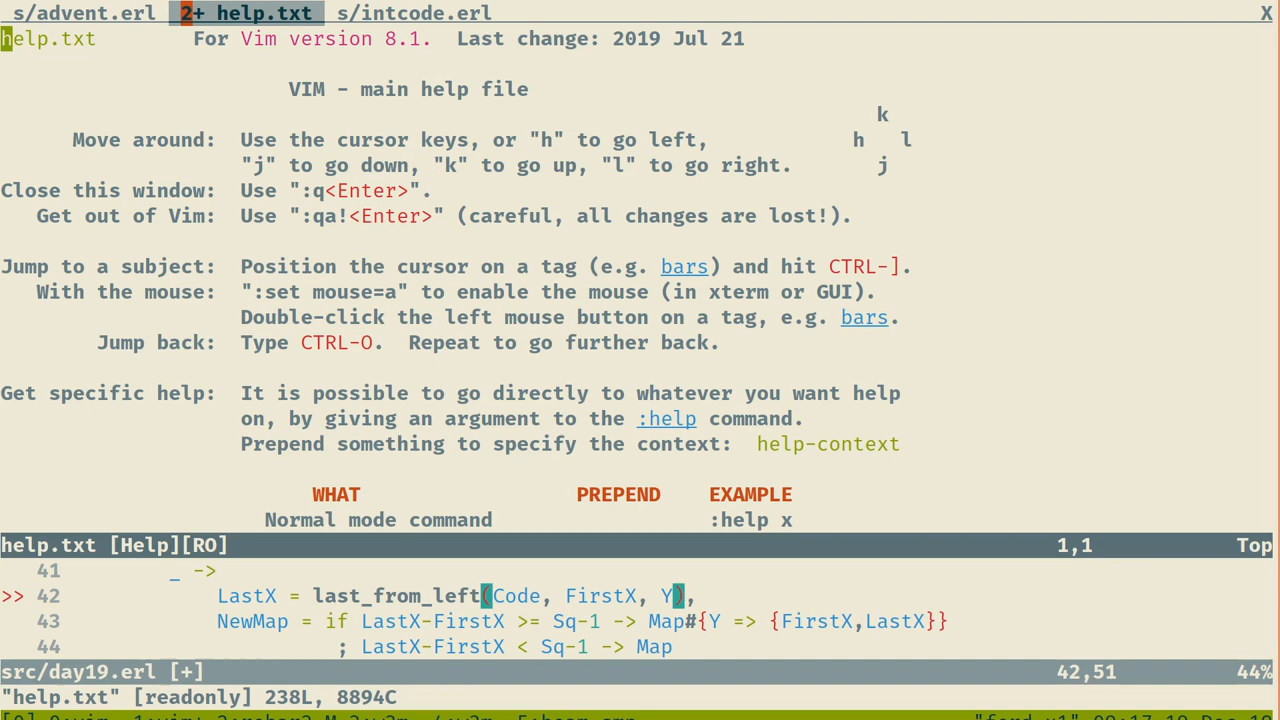 s/advent.erl 2+ help.txt s/intcode.erl X
help.txt For Vim version 8.1. Last change: 2019 Jul 21
VIM - main help file
k
Move around: Use the cursor keys, or "h" to go left, h l
"j" to go down, "k" to go up, "l" to go right. j
Close this window: Use ":q<Enter>".
Get out of Vim: Use ":qa!<Enter>" (careful, all changes are lost!).
Jump to a subject: Position the cursor on a tag (e.g. bars) and hit CTRL-].
With the mouse: ":set mouse=a" to enable the mouse (in xterm or GUI).
Double-click the left mouse button on a tag, e.g. bars.
Jump back: Type CTRL-O. Repeat to go further back.
Get specific help: It is possible to go directly to whatever you want help
on, by giving an argument to the :help command.
Prepend something to specify the context: help-context
WHAT PREPEND EXAMPLE
Normal mode command :help x
help.txt [Help][RO] 1,1 Top
41 _ ->
>> 42 LastX = last_from_left(Code, FirstX, Y),
43 NewMap = if LastX-FirstX >= Sq-1 -> Map#{Y => {FirstX,LastX}}
44 ; LastX-FirstX < Sq-1 -> Map
src/day19.erl [+] 42,51 44%
"help.txt" [readonly] 238L, 8894C